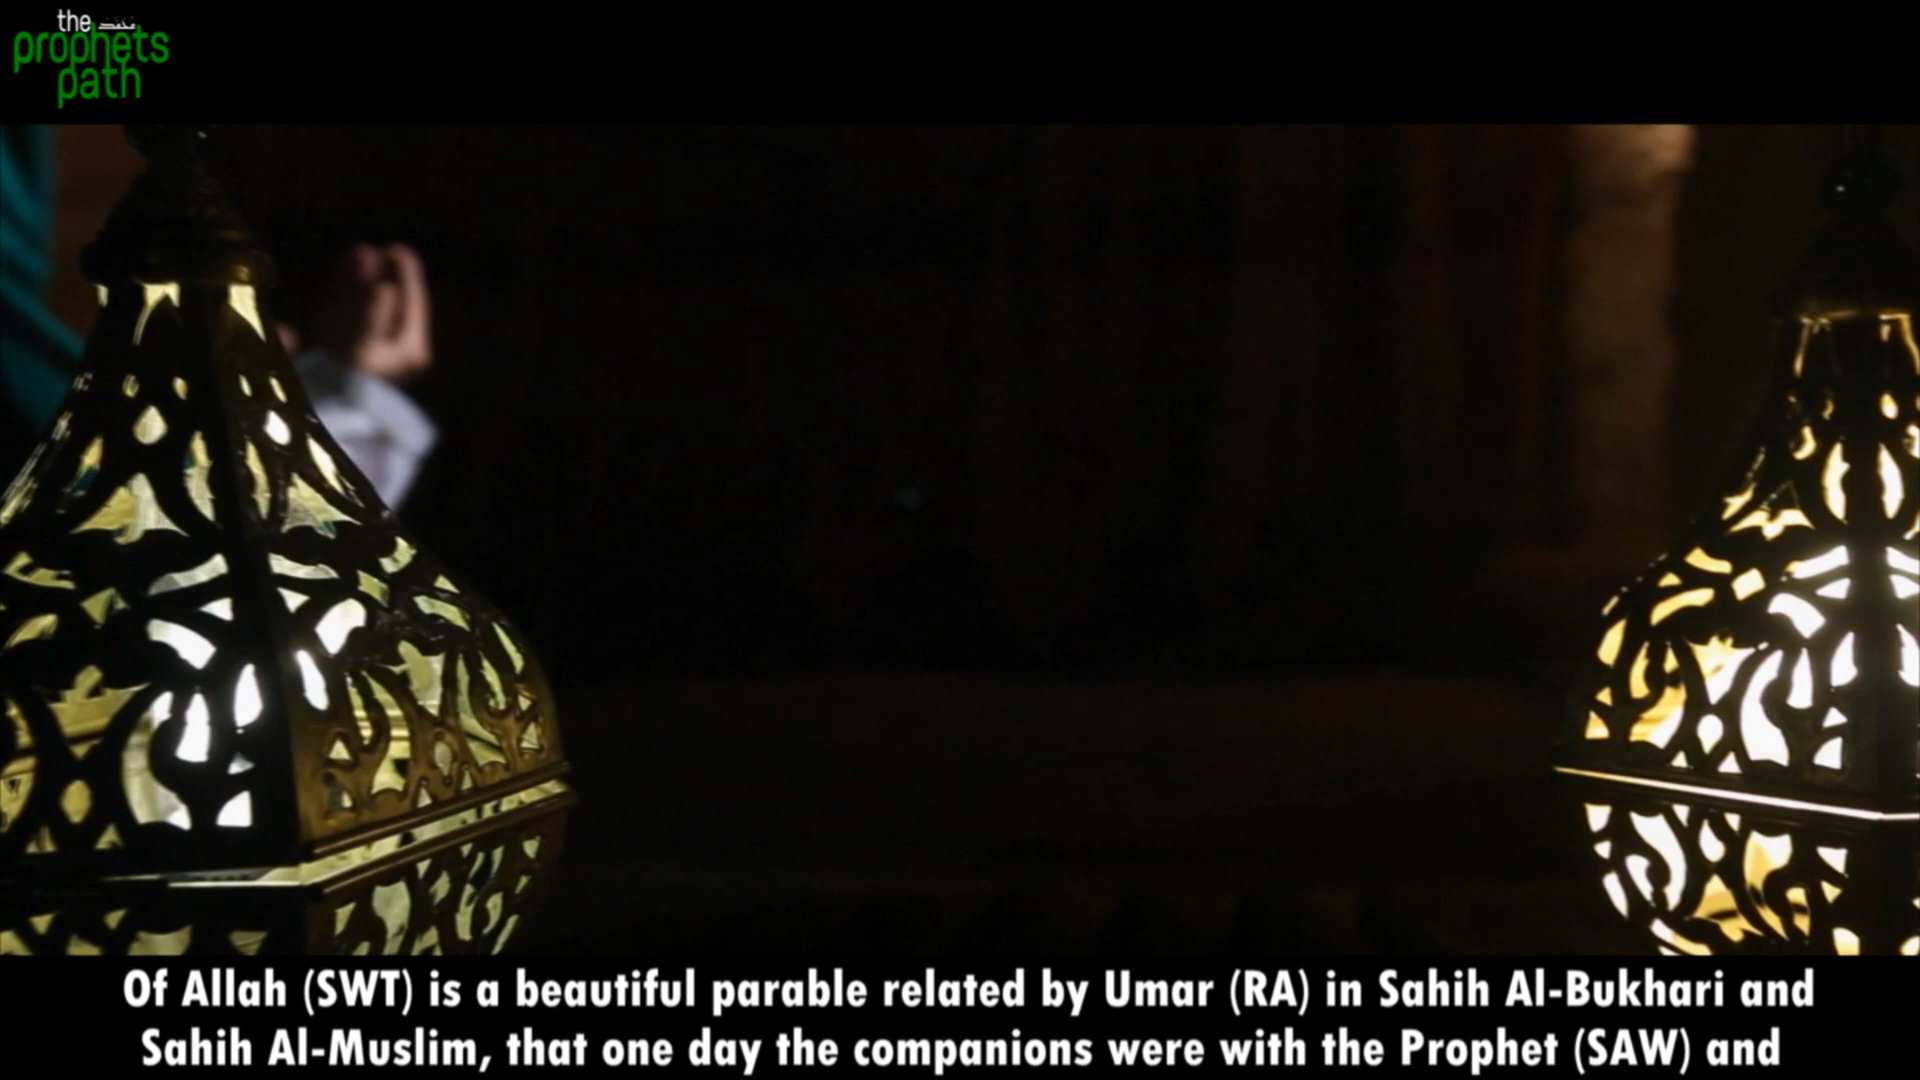 the محمد
prophets
path
Of Allah (SWT) is a beautiful parable related by Umar (RA) in Sahih Al-Bukhari and
Sahih Al-Muslim, that one day the companions were with the Prophet (SAW) and